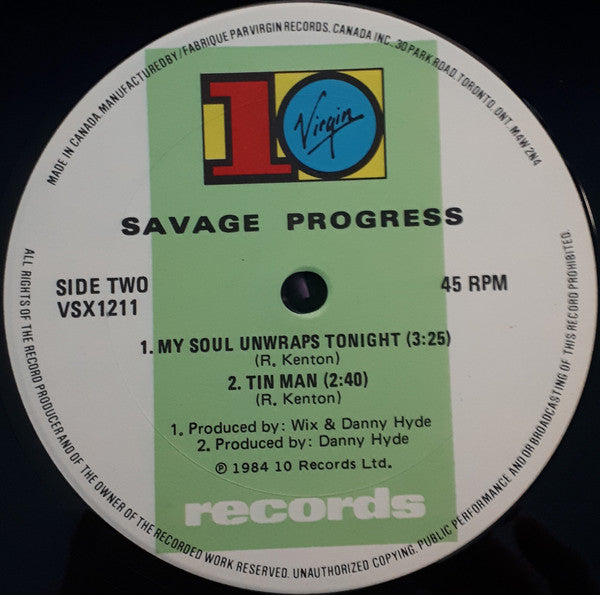 MADE IN CANADA. MANUFACTURED BY / FABRIQUE PAR VIRGIN RECORDS. CANADA INC., 30 PARK ROAD. TORONTO, ONT. M4W 2N4
10
Virgin
SAVAGE PROGRESS
SIDE TWO
VSX1211
45 RPM
1. MY SOUL UNWRAPS TONIGHT (3:25)
(R. Kenton)
2. TIN MAN (2:40)
(R. Kenton)
1. Produced by: Wix & Danny Hyde
2. Produced by: Danny Hyde
℗ 1984 10 Records Ltd.
records
ALL RIGHTS OF THE RECORD PRODUCER AND OF THE OWNER OF THE RECORDED WORK RESERVED. UNAUTHORIZED COPYING. PUBLIC PERFORMANCE AND/OR BROADCASTING OF THIS RECORD PROHIBITED.